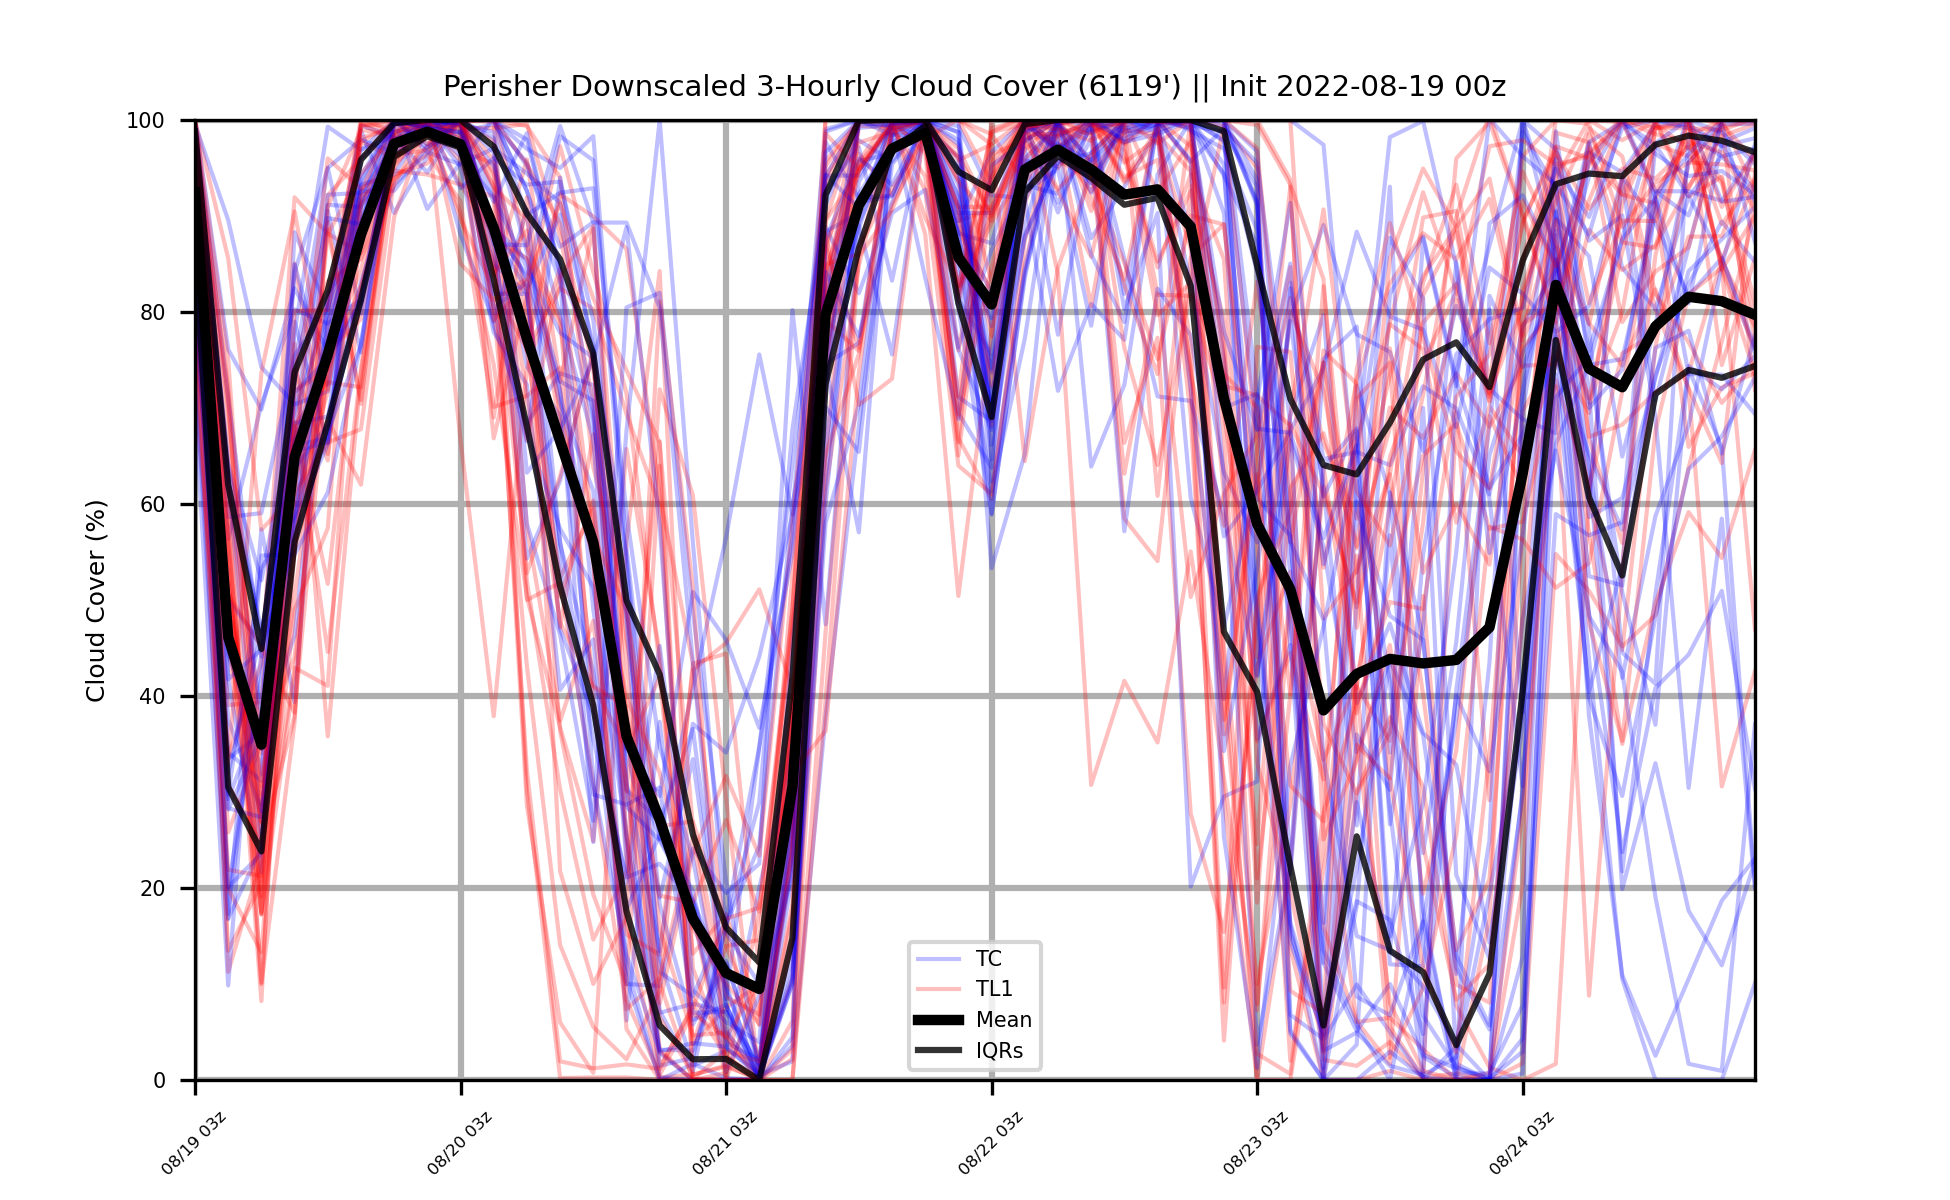 Perisher Downscaled 3-Hourly Cloud Cover (6119') || Init 2022-08-19 00z
Cloud Cover (%)
100
80
60
40
20
0
TC
TL1
Mean
IQRs
08/19 03z
08/20 03z
08/21 03z
08/22 03z
08/23 03z
08/24 03z